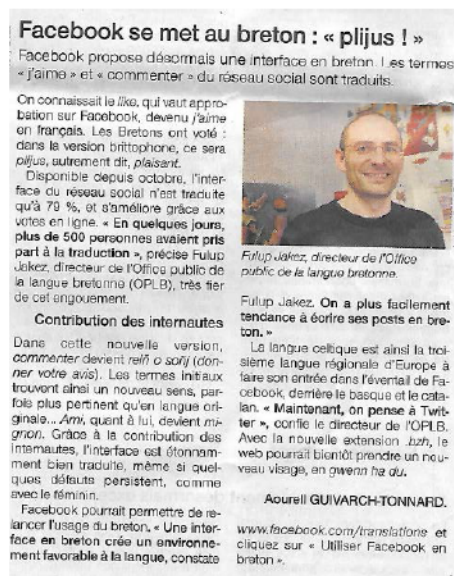 Facebook se met au breton : « plijus ! »
Facebook propose désormais une interface en breton. Les termes
« j'aime » et « commenter » du réseau social sont traduits.
On connaissait le like, qui vaut appro-
bation sur Facebook, devenu j'aime
en français. Les Bretons ont voté :
dans la version brittophone, ce sera
plijus, autrement dit, plaisant.
Disponible depuis octobre, l'inter-
face du réseau social n'est traduite
qu'à 79 %, et s'améliore grâce aux
votes en ligne. « En quelques jours,
plus de 500 personnes avaient pris
part à la traduction », précise Fulup
Jakez, directeur de l'Office public de
la langue bretonne (OPLB), très fier
de cet engouement.
Contribution des internautes
Dans cette nouvelle version,
commenter devient reiñ o soñj (don-
ner votre avis). Les termes initiaux
trouvent ainsi un nouveau sens, par-
fois plus pertinent qu'en langue ori-
ginale... Ami, quant à lui, devient mi-
gnon. Grâce à la contribution des
internautes, l'interface est étonnam-
ment bien traduite, même si quel-
ques défauts persistent, comme
avec le féminin.
Facebook pourrait permettre de re-
lancer l'usage du breton. « Une inter-
face en breton crée un environne-
ment favorable à la langue, constate
Fulup Jakez, directeur de l'Office
public de la langue bretonne.
Fulup Jakez. On a plus facilement
tendance à écrire ses posts en bre-
ton. »
La langue celtique est ainsi la troi-
sième langue régionale d'Europe à
faire son entrée dans l'éventail de Fa-
cebook, derrière le basque et le cata-
lan. « Maintenant, on pense à Twit-
ter », confie le directeur de l'OPLB.
Avec la nouvelle extension .bzh, le
web pourrait bientôt prendre un nou-
veau visage, en gwenn ha du.
Aourell GUIVARCH-TONNARD.
www.facebook.com/translations et
cliquez sur « Utiliser Facebook en
breton ».